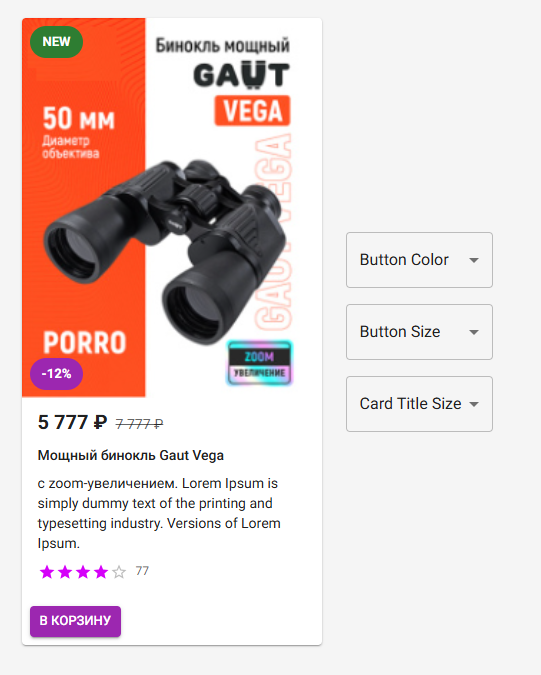 NEW
Бинокль мощный
GAUT
VEGA
50 мм
Диаметр
объектива
GAUT VEGA
PORRO
ZOOM
УВЕЛИЧЕНИЕ
-12%
5 777 ₽ 7 777 ₽
Мощный бинокль Gaut Vega
с zoom-увеличением. Lorem Ipsum is
simply dummy text of the printing and
typesetting industry. Versions of Lorem
Ipsum.
77
В КОРЗИНУ
Button Color
Button Size
Card Title Size